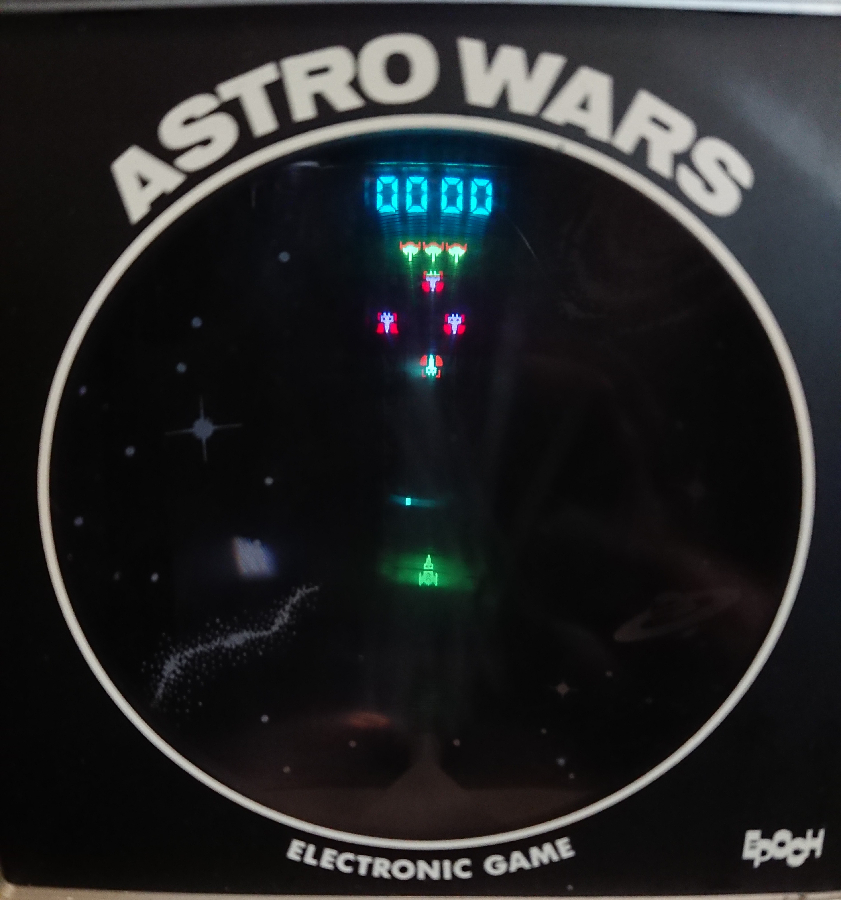 ASTRO WARS
0000
ELECTRONIC GAME
EPOCH